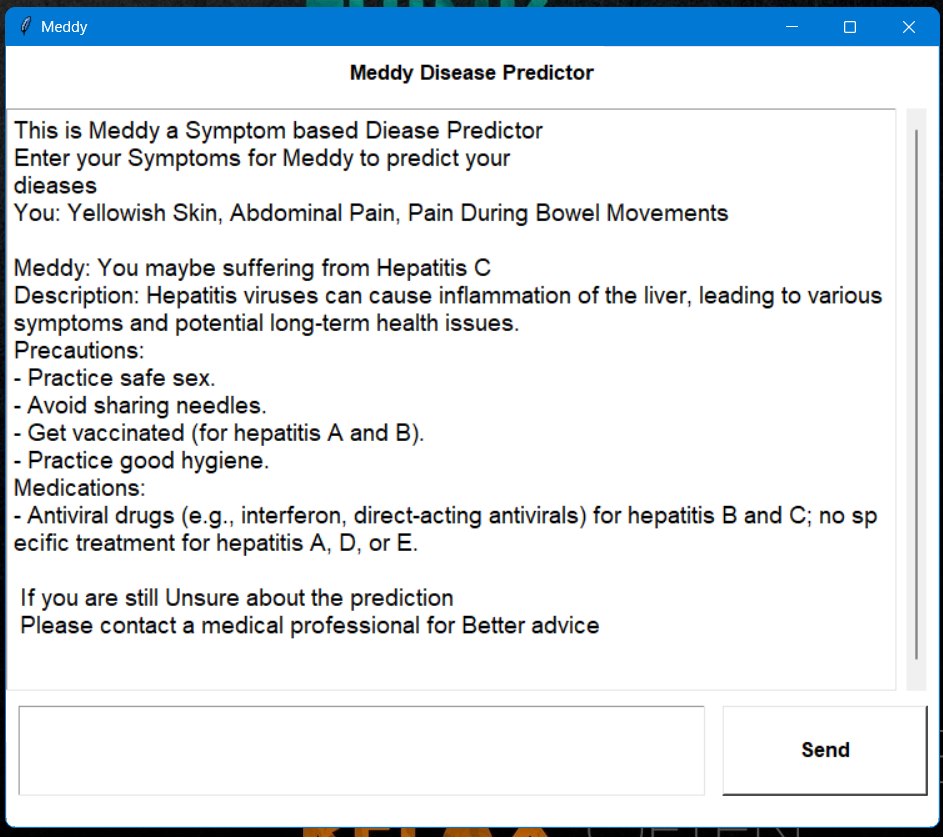 Meddy
Meddy Disease Predictor
This is Meddy a Symptom based Diease Predictor
Enter your Symptoms for Meddy to predict your
dieases
You: Yellowish Skin, Abdominal Pain, Pain During Bowel Movements
Meddy: You maybe suffering from Hepatitis C
Description: Hepatitis viruses can cause inflammation of the liver, leading to various
symptoms and potential long-term health issues.
Precautions:
- Practice safe sex.
- Avoid sharing needles.
- Get vaccinated (for hepatitis A and B).
- Practice good hygiene.
Medications:
- Antiviral drugs (e.g., interferon, direct-acting antivirals) for hepatitis B and C; no sp
ecific treatment for hepatitis A, D, or E.
If you are still Unsure about the prediction
Please contact a medical professional for Better advice
Send